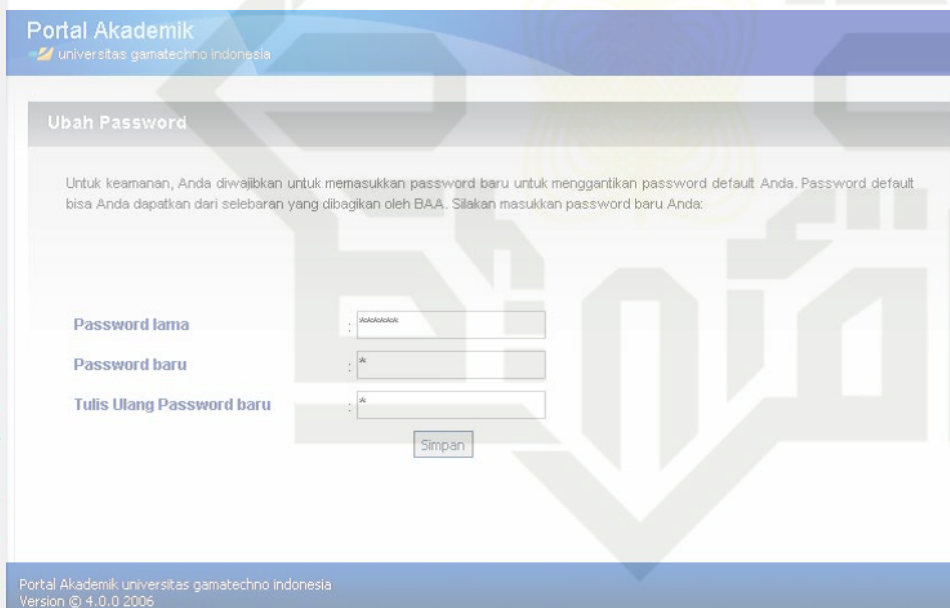 Portal Akademik
universitas gamatechno indonesia
Ubah Password
Untuk keamanan, Anda diwajibkan untuk memasukkan password baru untuk menggantikan password default Anda. Password default
bisa Anda dapatkan dari selebaran yang dibagikan oleh BAA. Silakan masukkan password baru Anda:
Password lama : ********
Password baru : *
Tulis Ulang Password baru : *
Simpan
Portal Akademik universitas gamatechno indonesia
Version © 4.0.0 2006